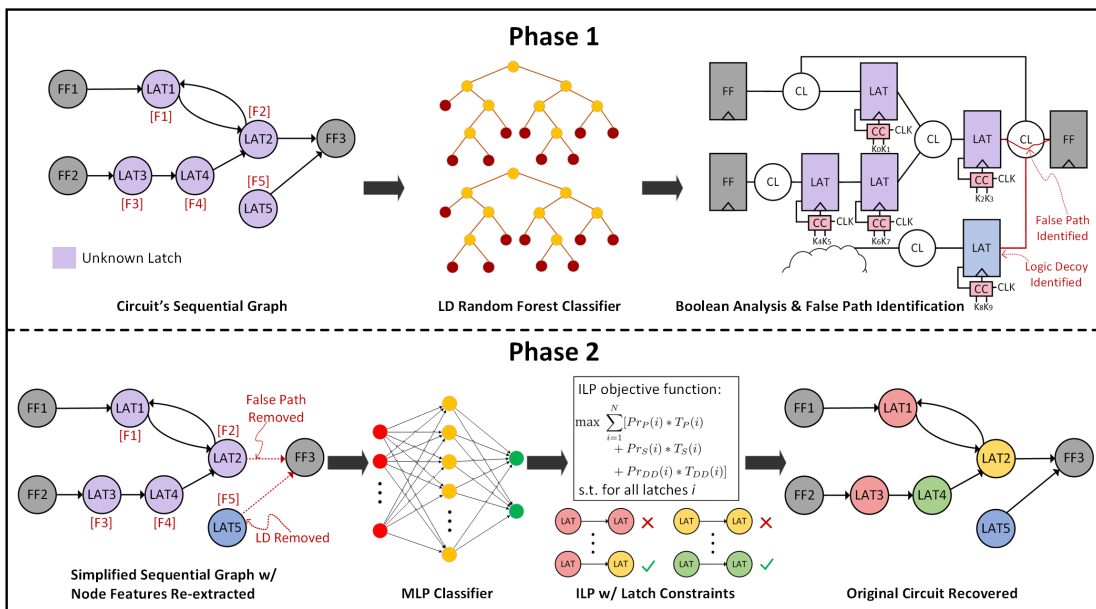 Phase 1
FF1
LAT1
[F1]
[F2]
LAT2
FF3
FF2
LAT3
[F3]
LAT4
[F4]
[F5]
LAT5
Unknown Latch
Circuit's Sequential Graph
LD Random Forest Classifier
FF
CL
LAT
CC
CLK
K0K1
CL
LAT
CC
CLK
K2K3
CL
FF
FF
CL
LAT
CC
CLK
K4K5
LAT
CC
CLK
K6K7
CL
LAT
CC
CLK
K8K9
False Path
Identified
Logic Decoy
Identified
Boolean Analysis & False Path Identification
Phase 2
FF1
LAT1
[F1]
False Path
Removed
[F2]
LAT2
FF3
FF2
LAT3
[F3]
LAT4
[F4]
[F5]
LAT5
LD Removed
Simplified Sequential Graph w/
Node Features Re-extracted
MLP Classifier
ILP objective function:
max ∑_{i=1}^{N} [Pr_P(i) * T_P(i)
+ Pr_S(i) * T_S(i)
+ Pr_{DD}(i) * T_{DD}(i)]
s.t. for all latches i
LAT LAT ✕ LAT LAT ✕
LAT LAT ✓ LAT LAT ✓
ILP w/ Latch Constraints
FF1
LAT1
LAT2
FF3
FF2
LAT3
LAT4
LAT5
Original Circuit Recovered